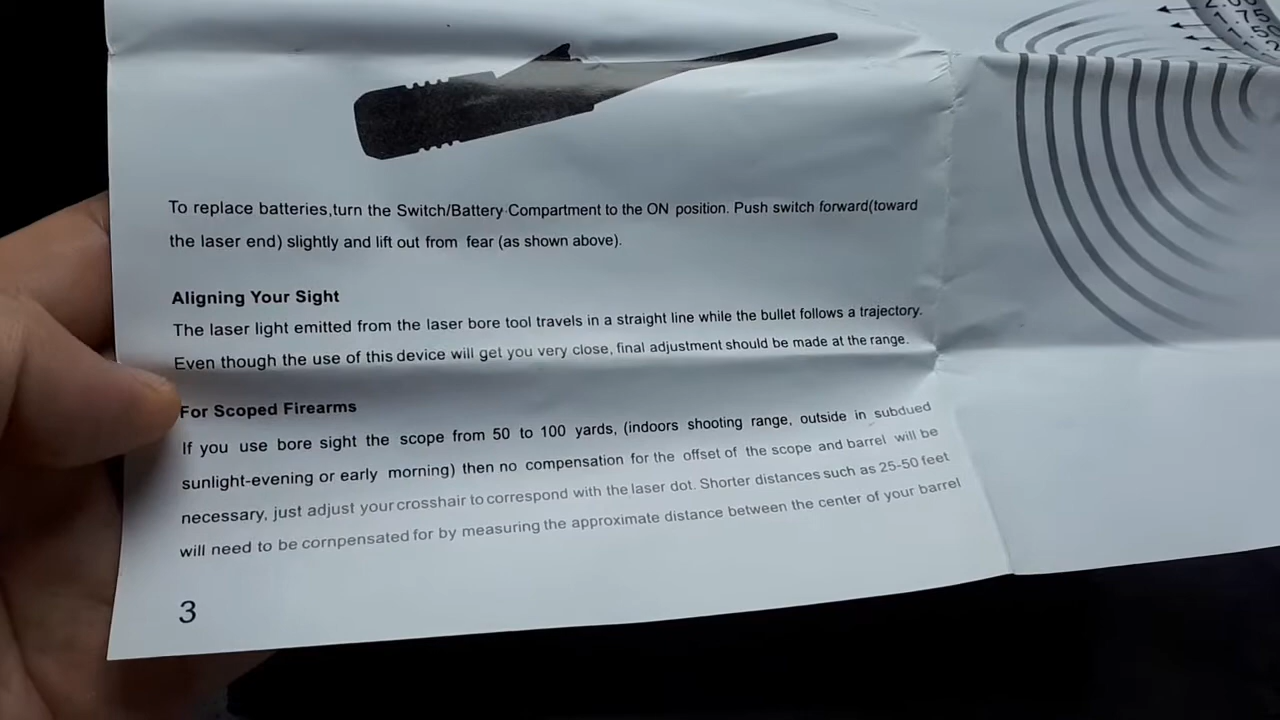 To replace batteries,turn the Switch/Battery Compartment to the ON position. Push switch forward(toward
the laser end) slightly and lift out from fear (as shown above).
Aligning Your Sight
The laser light emitted from the laser bore tool travels in a straight line while the bullet follows a trajectory.
Even though the use of this device will get you very close, final adjustment should be made at the range.
For Scoped Firearms
If you use bore sight the scope from 50 to 100 yards, (indoors shooting range, outside in subdued
sunlight-evening or early morning) then no compensation for the offset of the scope and barrel will be
necessary, just adjust your crosshair to correspond with the laser dot. Shorter distances such as 25-50 feet
will need to be cornpensated for by measuring the approximate distance between the center of your barrel
3